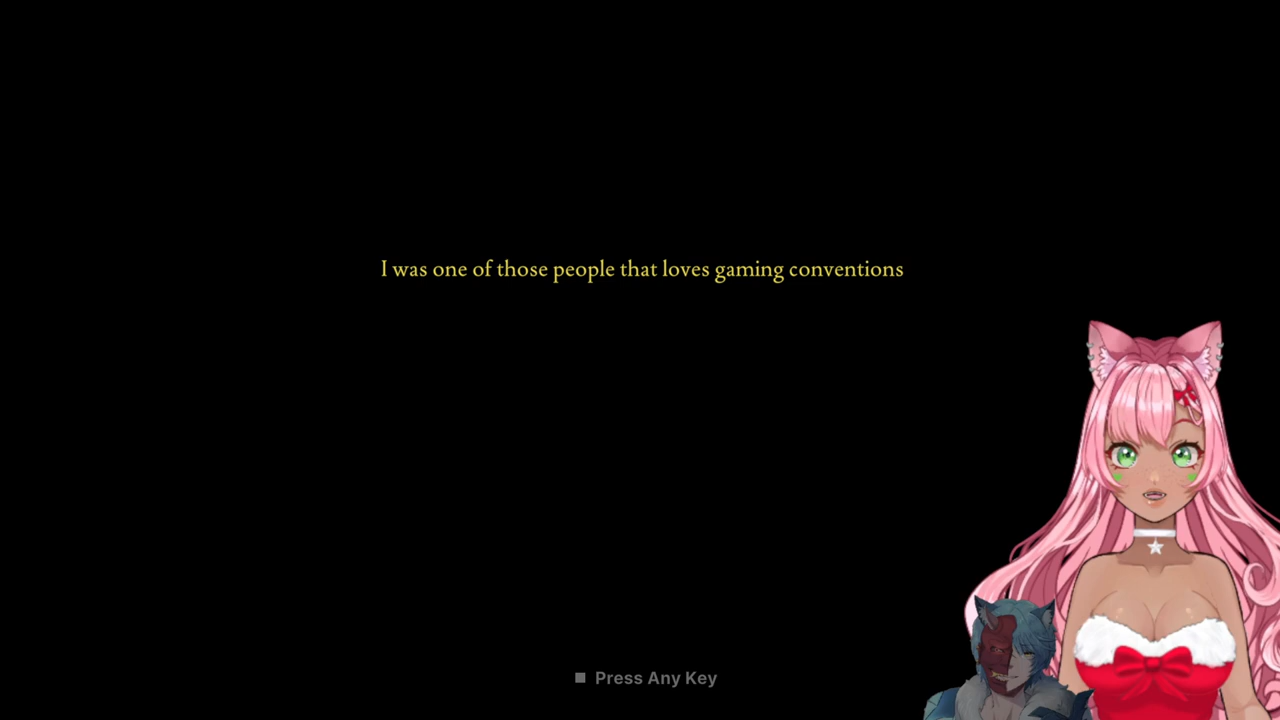 I was one of those people that loves gaming conventions
Press Any Key